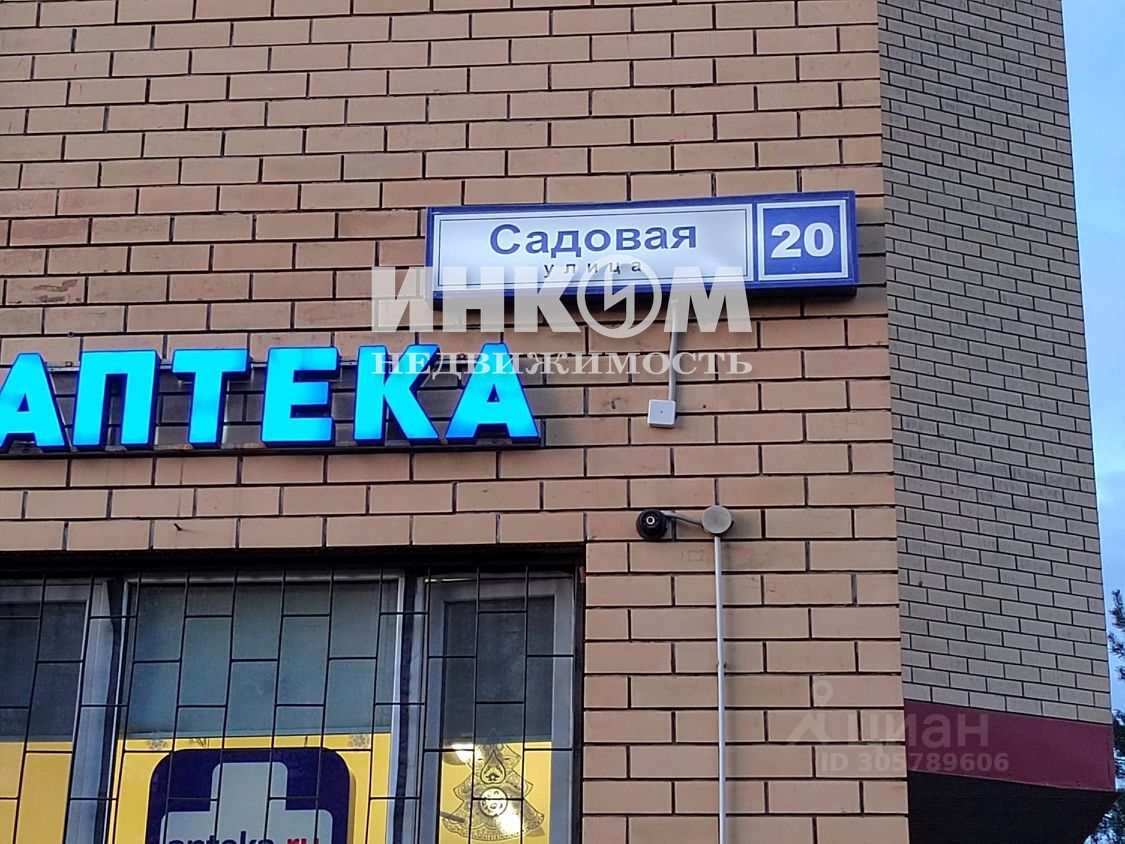 Садовая
улица
20
ИНКОМ
НЕДВИЖИМОСТЬ
АПТЕКА
циан
ID 305789606
apteka.ru